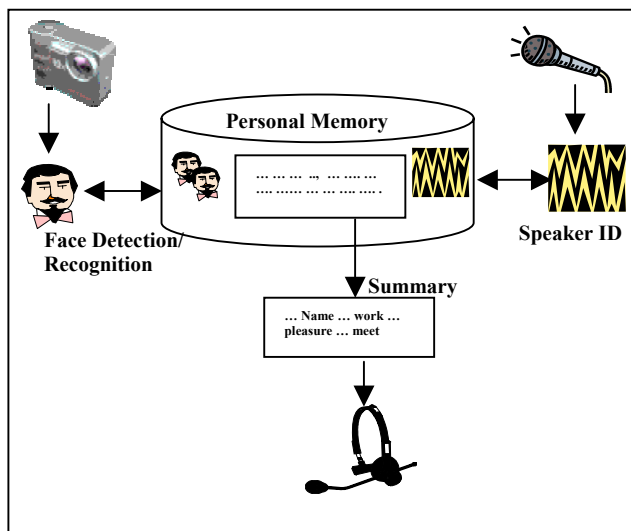 Personal Memory
... ... ... .., ... .... ...
.... ...... ... ... .... .....
Face Detection/
Recognition
Speaker ID
Summary
... Name ... work ...
pleasure ... meet